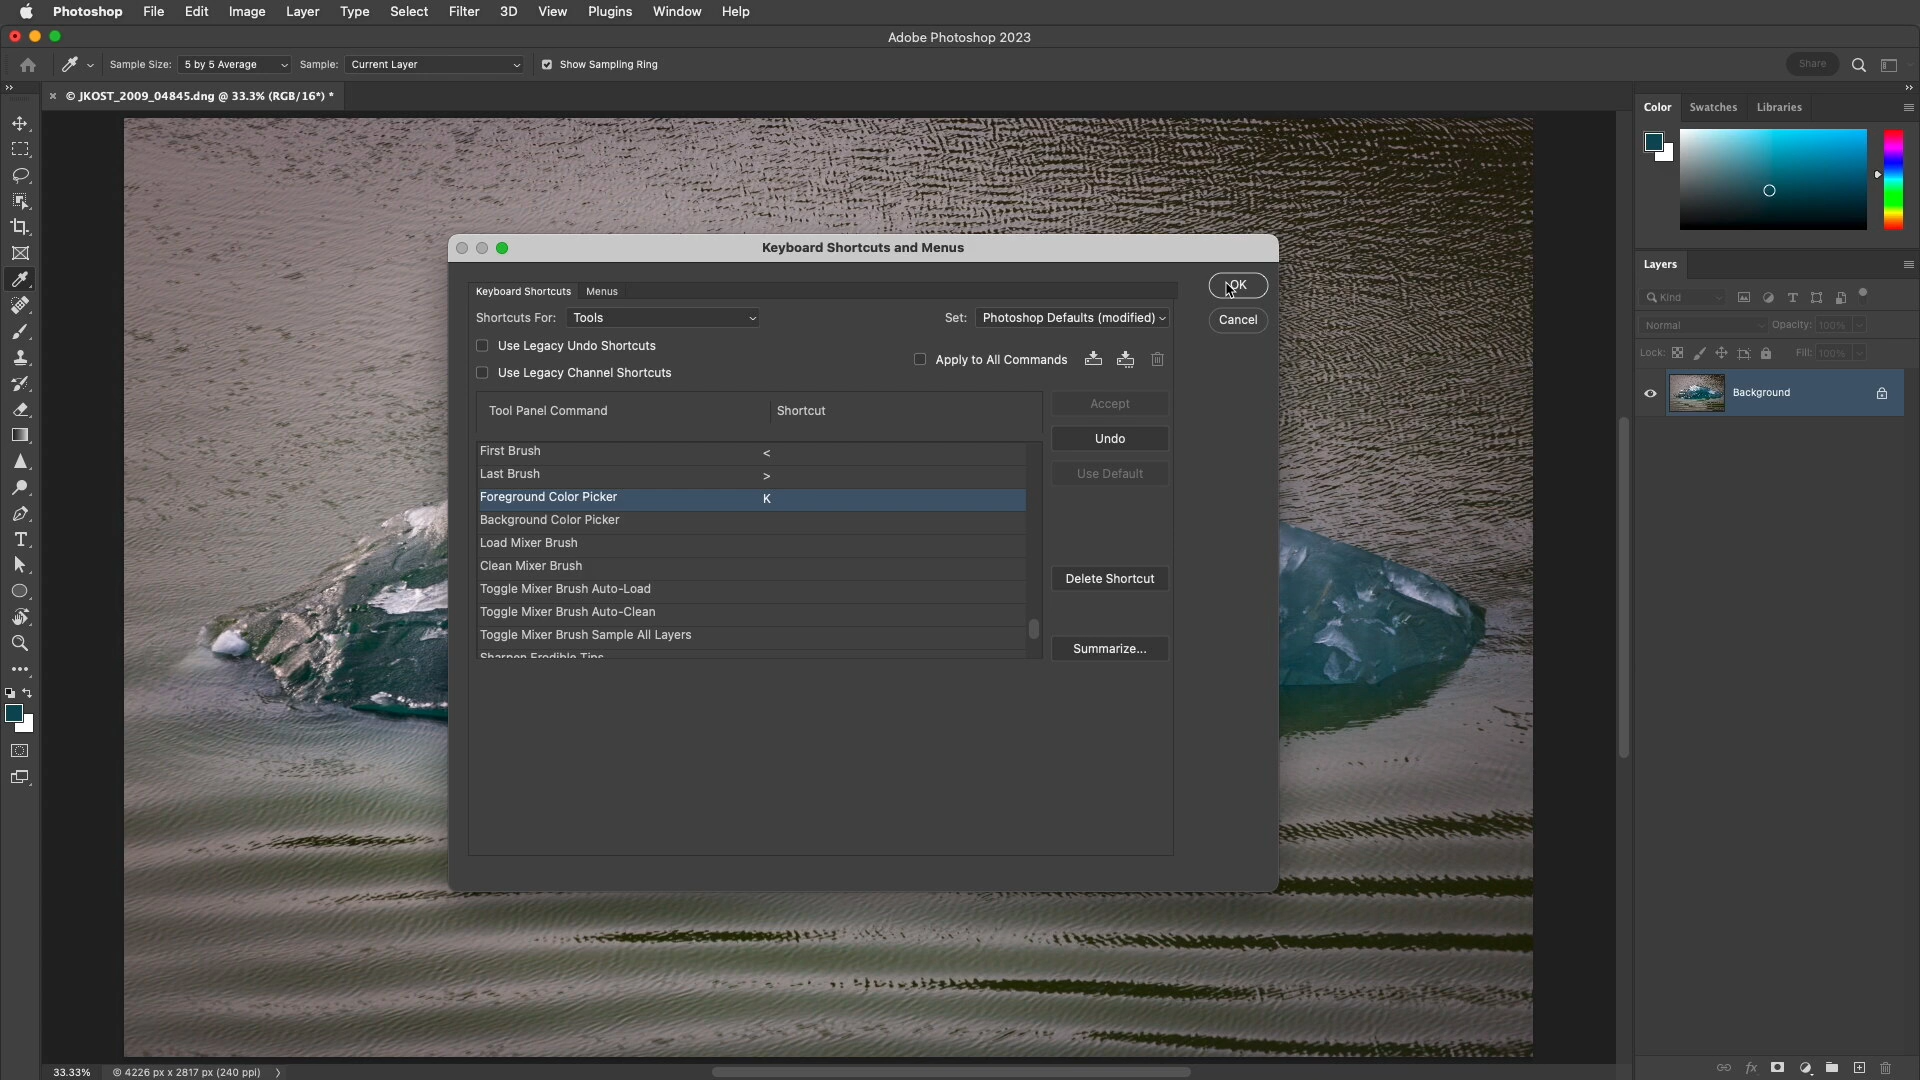 Photoshop File Edit Image Layer Type Select Filter 3D View Plugins Window Help
Adobe Photoshop 2023
Sample Size: 5 by 5 Average Sample: Current Layer Show Sampling Ring Share
© JKOST_2009_04845.dng @ 33.3% (RGB/16*) *
Color Swatches Libraries
Keyboard Shortcuts and Menus
Layers
Keyboard Shortcuts Menus
OK
Kind
Shortcuts For: Tools Set: Photoshop Defaults (modified)
Cancel
Normal Opacity: 100%
Use Legacy Undo Shortcuts
Apply to All Commands
Lock: Fill: 100%
Use Legacy Channel Shortcuts
Background
Tool Panel Command Shortcut
Accept
Undo
Use Default
First Brush <
Last Brush >
Foreground Color Picker K
Background Color Picker
Load Mixer Brush
Clean Mixer Brush
Delete Shortcut
Toggle Mixer Brush Auto-Load
Toggle Mixer Brush Auto-Clean
Toggle Mixer Brush Sample All Layers
Summarize...
Sharpen Erodible Tips
33.33% © 4226 px x 2817 px (240 ppi)
fx